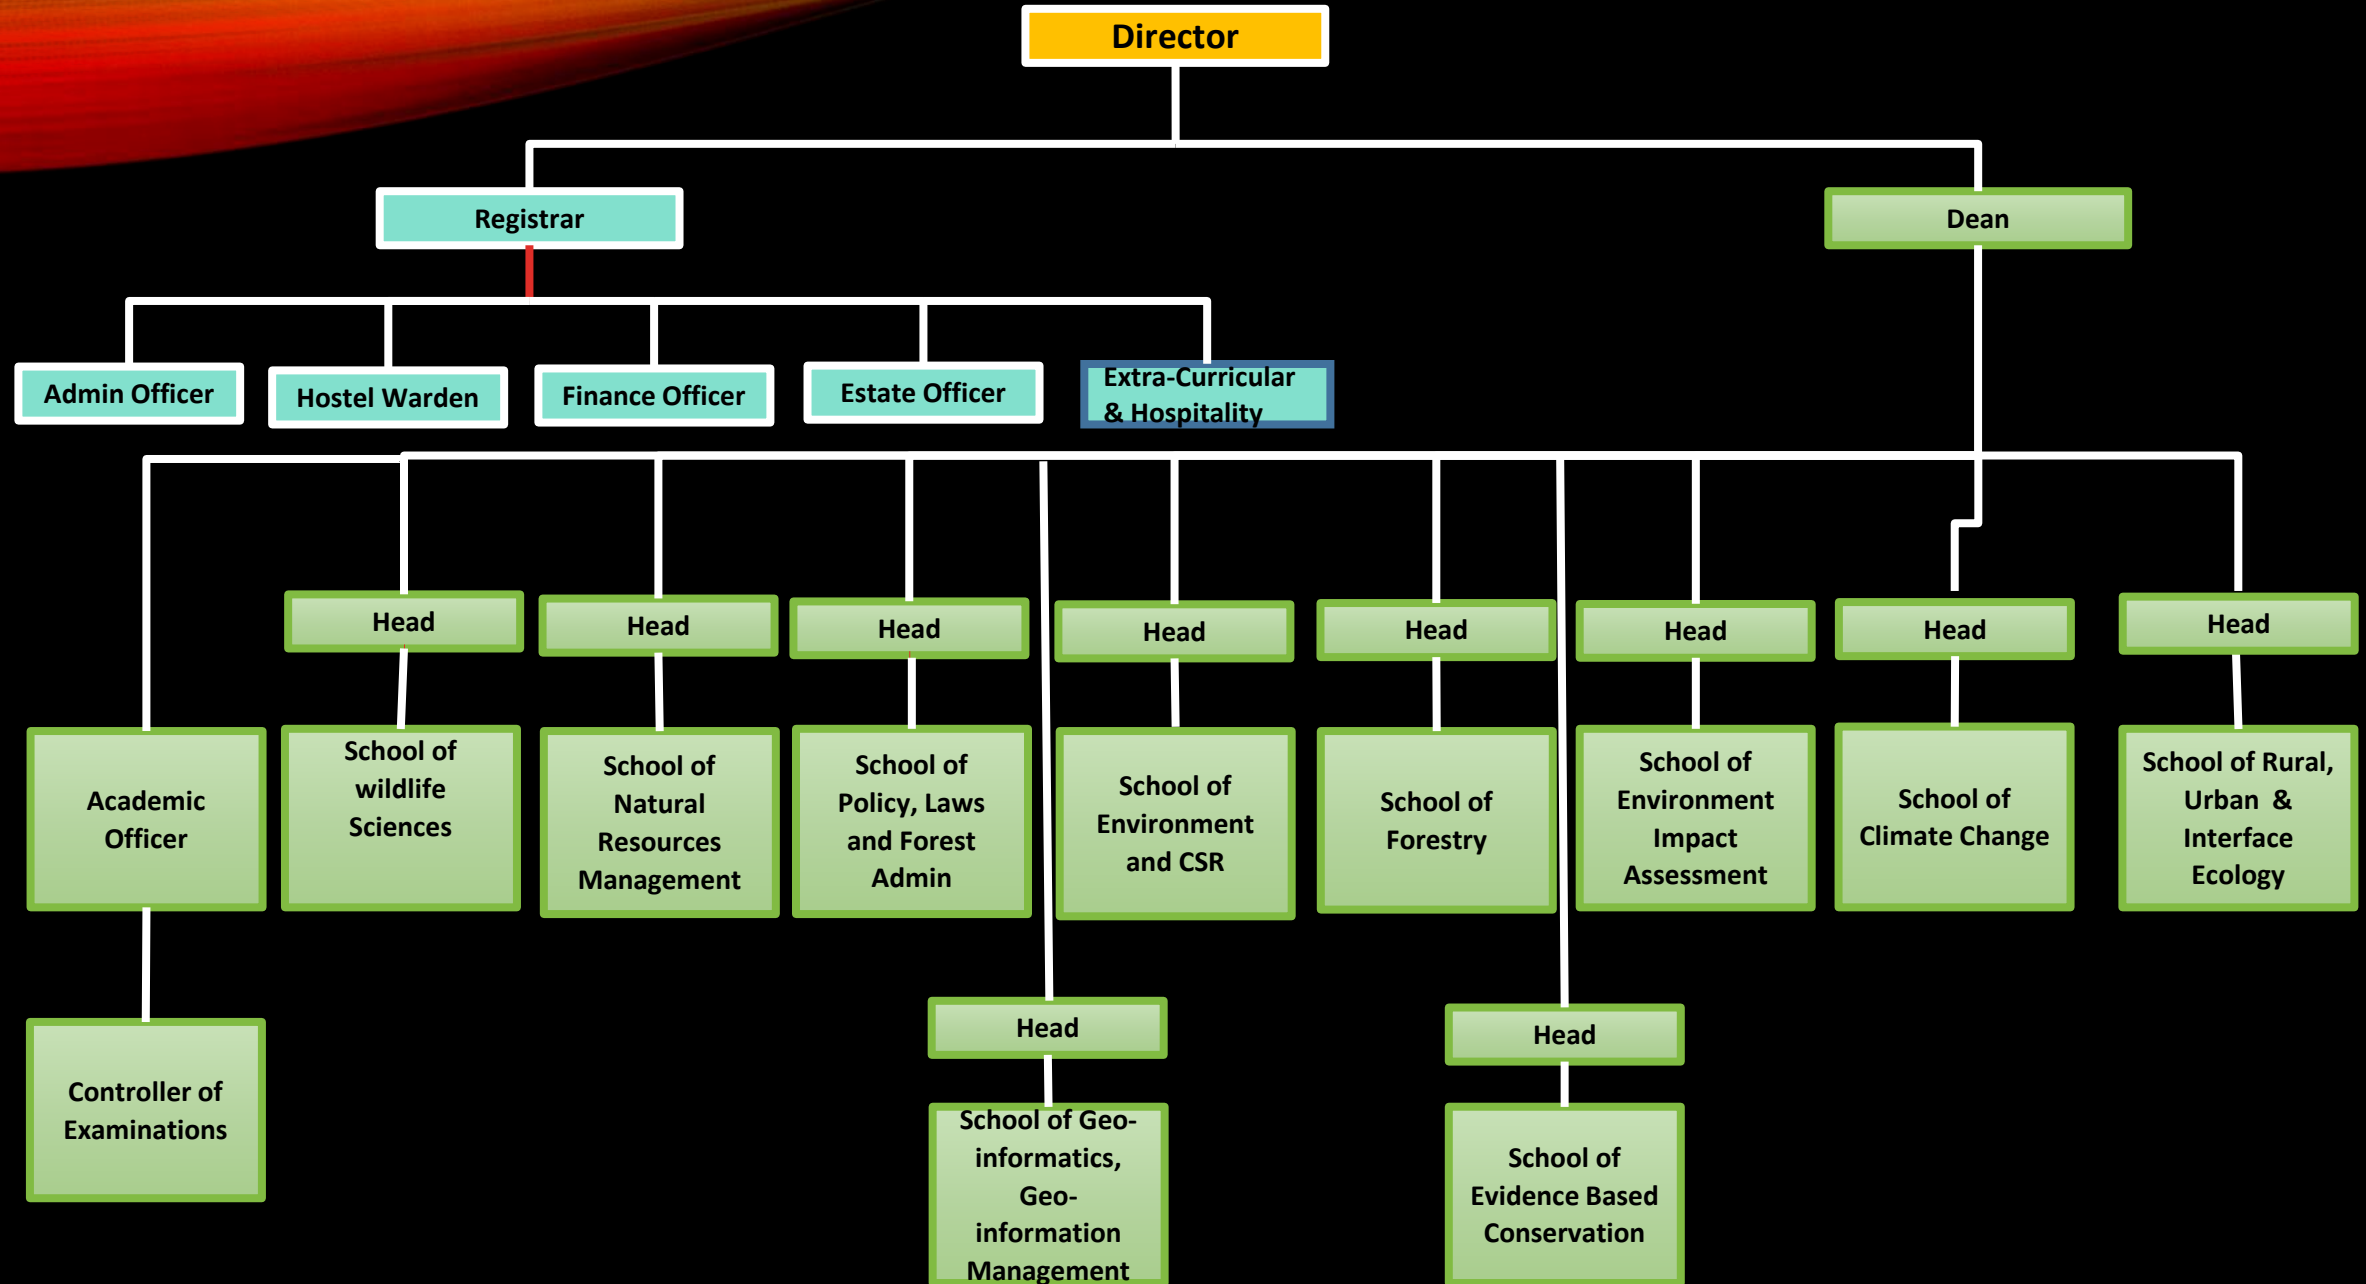 Director
Registrar
Dean
Admin Officer
Hostel Warden
Finance Officer
Estate Officer
Extra-Curricular
& Hospitality
Head
Head
Head
Head
Head
Head
Head
Head
Academic
Officer
School of
wildlife
Sciences
School of
Natural
Resources
Management
School of
Policy, Laws
and Forest
Admin
School of
Environment
and CSR
School of
Forestry
School of
Environment
Impact
Assessment
School of
Climate Change
School of Rural,
Urban &
Interface
Ecology
Controller of
Examinations
Head
School of Geo-
informatics,
Geo-
information
Management
Head
School of
Evidence Based
Conservation